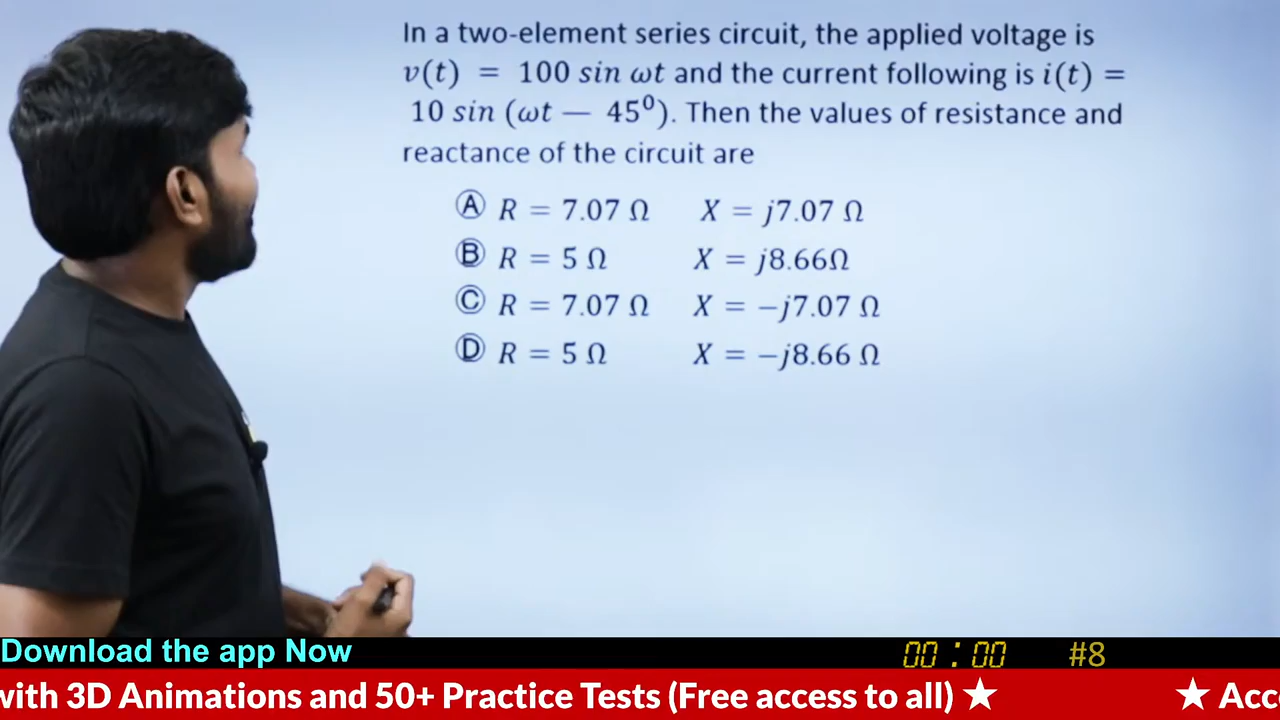 In a two-element series circuit, the applied voltage is
v(t) = 100 sin ωt and the current following is i(t) =
10 sin (ωt — 45⁰). Then the values of resistance and
reactance of the circuit are
Ⓐ R = 7.07 Ω X = j7.07 Ω
Ⓑ R = 5 Ω X = j8.66Ω
Ⓒ R = 7.07 Ω X = −j7.07 Ω
Ⓓ R = 5 Ω X = −j8.66 Ω
Download the app Now
00 : 00 #8
with 3D Animations and 50+ Practice Tests (Free access to all) ★ ★